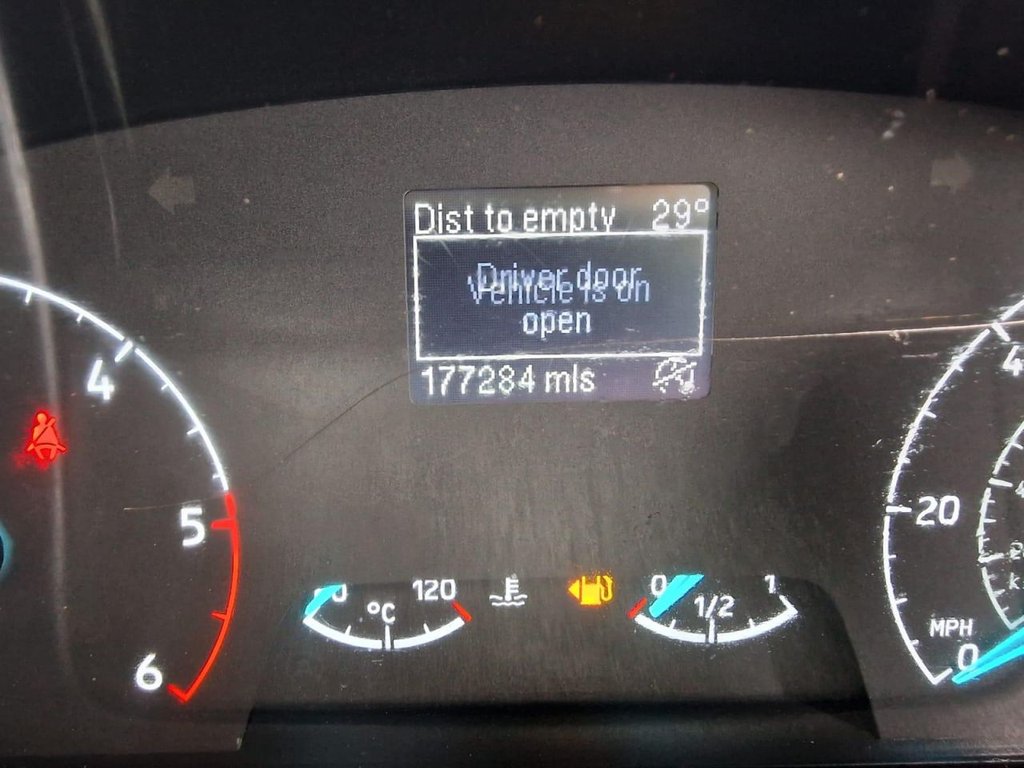 Dist to empty 29°
Driver door
Vehicle is on
open
177284 mls
4
5
6
120
°C
0
1/2
1
20
MPH
0